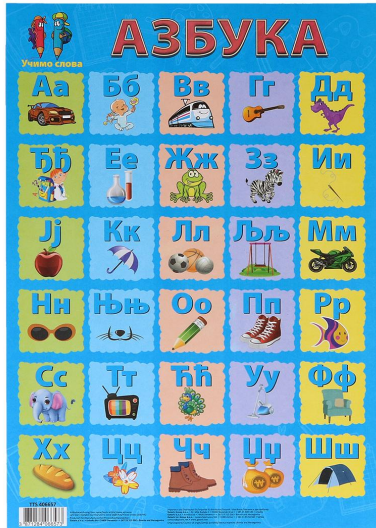 АЗБУКА
Учимо слова
Аа Бб Вв Гг Дд
Ђђ Ее Жж Зз Ии
Јј Кк Лл Љљ Мм
Нн Њњ Оо Пп Рр
Сс Тт Ћћ Уу Фф
Хх Цц Чч Џџ Шш